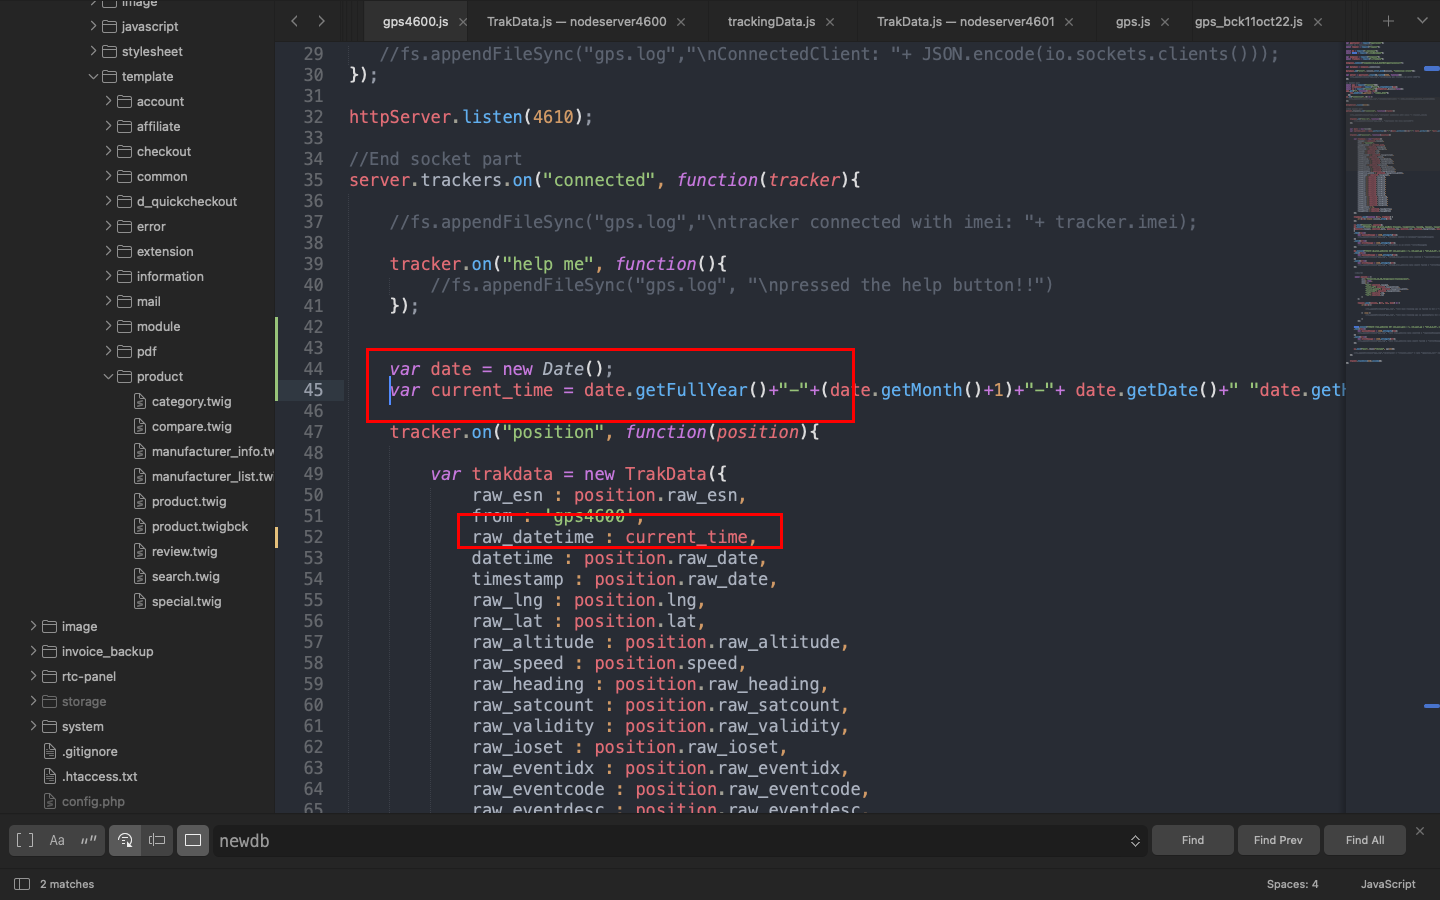 image
javascript
stylesheet
template
account
affiliate
checkout
common
d_quickcheckout
error
extension
information
mail
module
pdf
product
category.twig
compare.twig
manufacturer_info.tw
manufacturer_list.tw
product.twig
product.twigbck
review.twig
search.twig
special.twig
image
invoice_backup
rtc-panel
storage
system
.gitignore
.htaccess.txt
config.php
gps4600.js
TrakData.js — nodeserver4600
trackingData.js
TrakData.js — nodeserver4601
gps.js
gps_bck11oct22.js
29 //fs.appendFileSync("gps.log","\nConnectedClient: "+ JSON.encode(io.sockets.clients()));
30 });
31
32 httpServer.listen(4610);
33
34 //End socket part
35 server.trackers.on("connected", function(tracker){
36
37 //fs.appendFileSync("gps.log","\ntracker connected with imei: "+ tracker.imei);
38
39 tracker.on("help me", function(){
40 //fs.appendFileSync("gps.log", "\npressed the help button!!")
41 });
42
43
44 var date = new Date();
45 var current_time = date.getFullYear()+"-"+(date.getMonth()+1)+"-"+ date.getDate()+" "date.getH
46
47 tracker.on("position", function(position){
48
49 var trakdata = new TrakData({
50 raw_esn : position.raw_esn,
51 from : 'gps4600',
52 raw_datetime : current_time,
53 datetime : position.raw_date,
54 timestamp : position.raw_date,
55 raw_lng : position.lng,
56 raw_lat : position.lat,
57 raw_altitude : position.raw_altitude,
58 raw_speed : position.speed,
59 raw_heading : position.raw_heading,
60 raw_satcount : position.raw_satcount,
61 raw_validity : position.raw_validity,
62 raw_ioset : position.raw_ioset,
63 raw_eventidx : position.raw_eventidx,
64 raw_eventcode : position.raw_eventcode,
65 raw_eventdesc : position.raw_eventdesc,
[ ] Aa “”
newdb
Find
Find Prev
Find All
2 matches
Spaces: 4
JavaScript